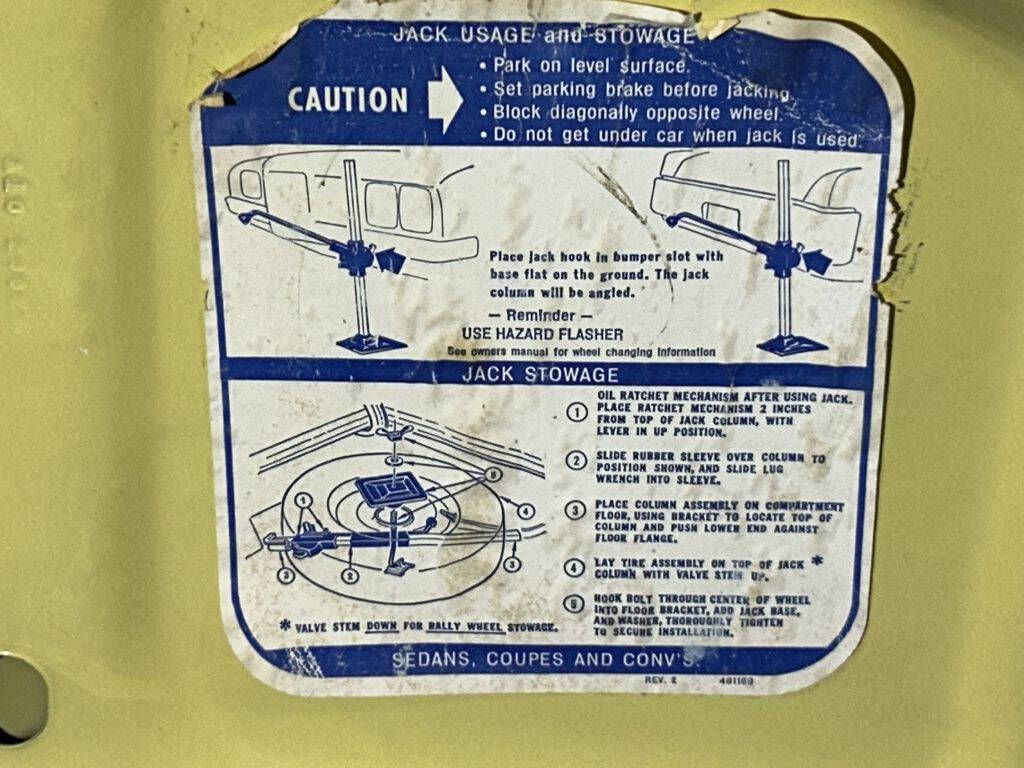 JACK USAGE and STOWAGE
CAUTION
• Park on level surface.
• Set parking brake before jacking.
• Block diagonally opposite wheel.
• Do not get under car when jack is used.
Place jack hook in bumper slot with
base flat on the ground. The jack
column will be angled.
— Reminder —
USE HAZARD FLASHER
See owners manual for wheel changing information
JACK STOWAGE
1 OIL RATCHET MECHANISM AFTER USING JACK.
PLACE RATCHET MECHANISM 2 INCHES
FROM TOP OF JACK COLUMN, WITH
LEVER IN UP POSITION.
2 SLIDE RUBBER SLEEVE OVER COLUMN TO
POSITION SHOWN, AND SLIDE LUG
WRENCH INTO SLEEVE.
3 PLACE COLUMN ASSEMBLY ON COMPARTMENT
FLOOR, USING BRACKET TO LOCATE TOP OF
COLUMN AND PUSH LOWER END AGAINST
FLOOR FLANGE.
4 LAY TIRE ASSEMBLY ON TOP OF JACK *
COLUMN WITH VALVE STEM UP.
5 HOOK BOLT THROUGH CENTER OF WHEEL
INTO FLOOR BRACKET, ADD JACK BASE,
AND WASHER, THOROUGHLY TIGHTEN
TO SECURE INSTALLATION.
1
5
4
3
2
3
* VALVE STEM DOWN FOR RALLY WHEEL STOWAGE.
SEDANS, COUPES AND CONV'S.
REV. 2